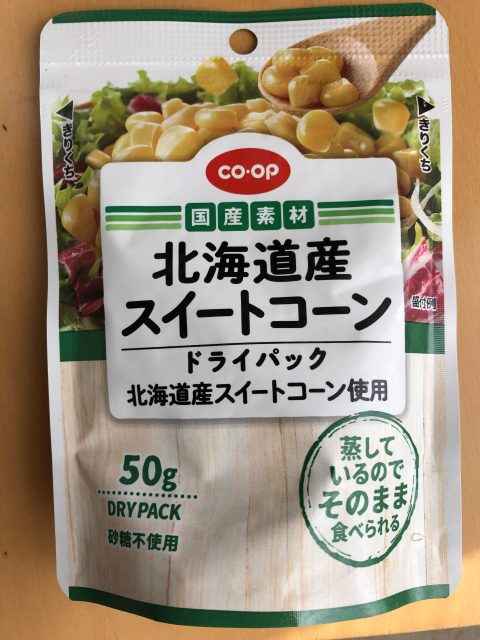 きりくち
きりくち
CO·OP
国産素材
北海道産
スイートコーン
ドライパック
北海道産スイートコーン使用
盛付例
50g
DRY PACK
砂糖不使用
蒸して
いるので
そのまま
食べられる